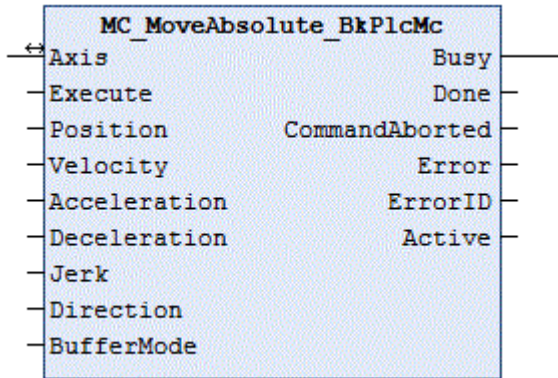 MC_MoveAbsolute_BkPlcMc
Axis Busy
Execute Done
Position CommandAborted
Velocity Error
Acceleration ErrorID
Deceleration Active
Jerk
Direction
BufferMode